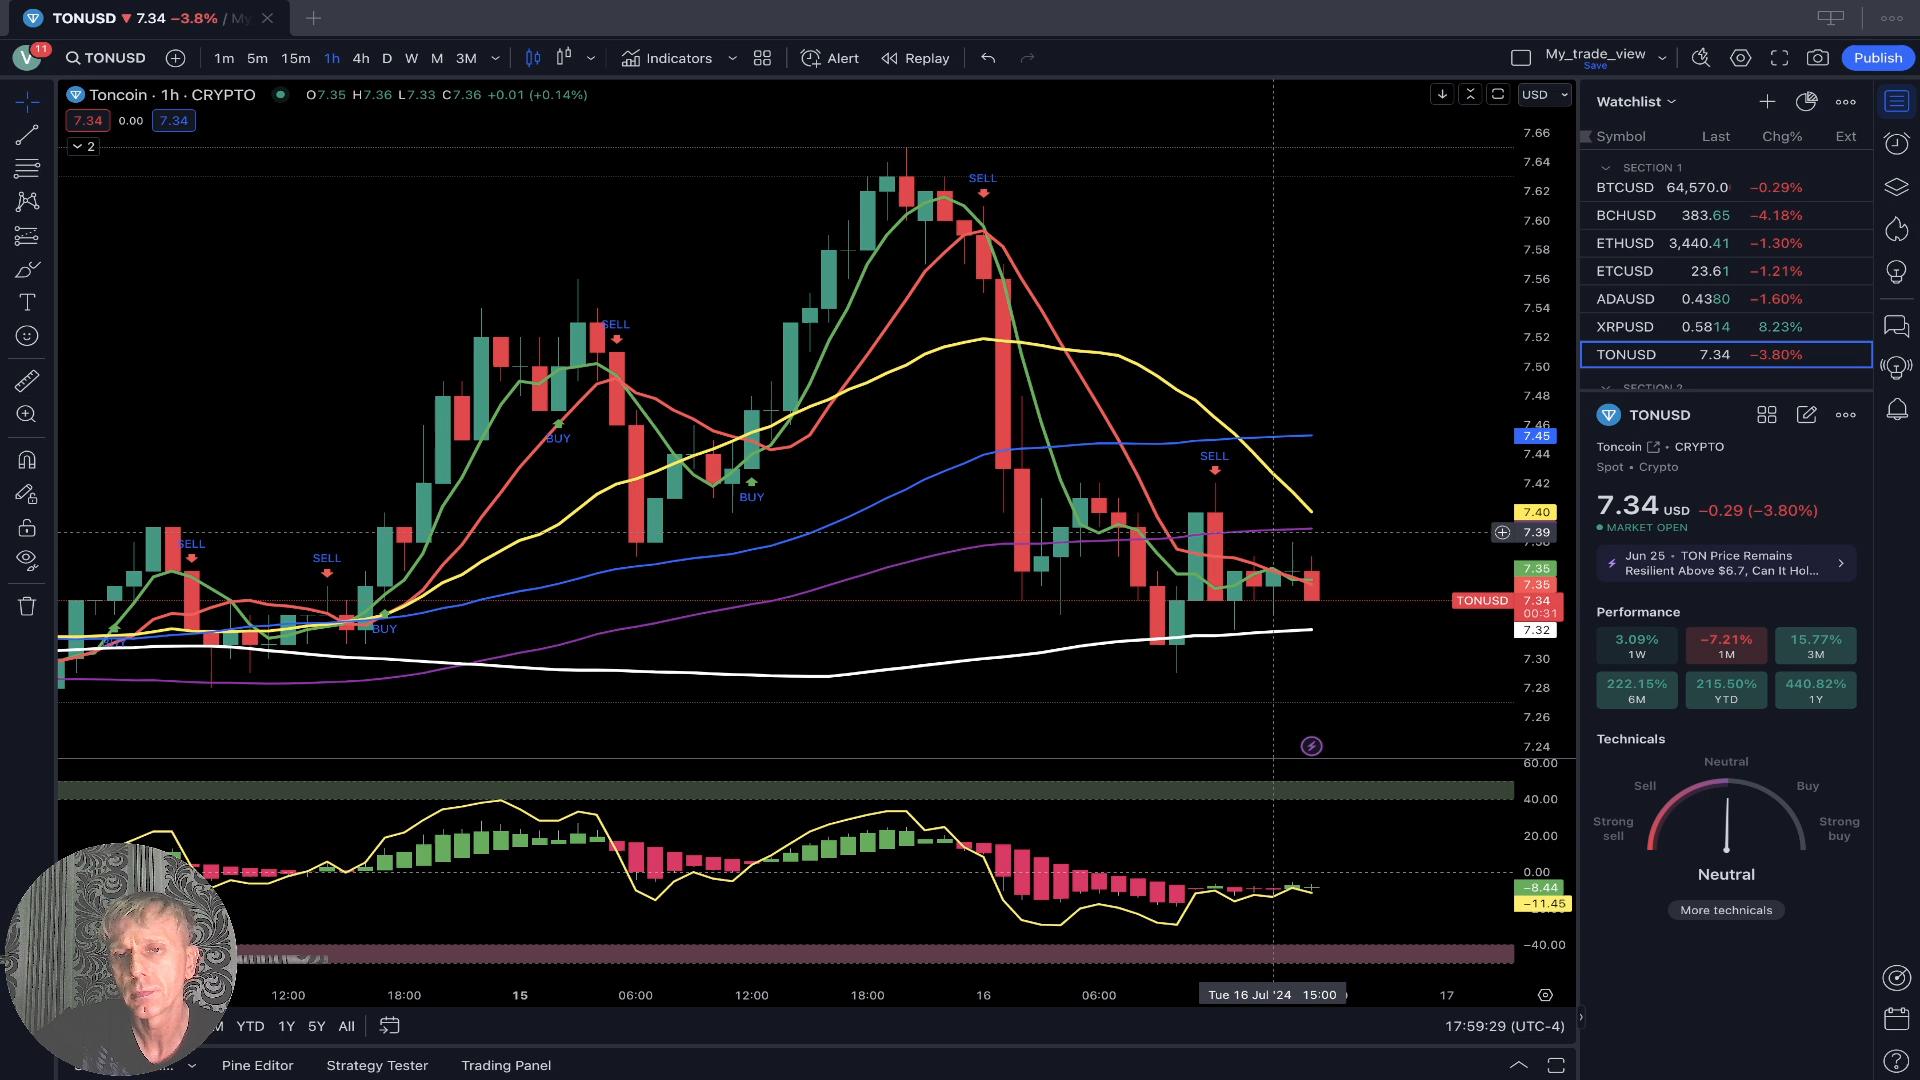 TONUSD 7.34 −3.8% / My
11
V
TONUSD
1m 5m 15m 1h 4h D W M 3M
Indicators
Alert
Replay
My_trade_view
Save
Publish
Toncoin · 1h · CRYPTO
O7.35 H7.36 L7.33 C7.36 +0.01 (+0.14%)
7.34 0.00 7.34
2
USD
SELL
SELL
BUY
SELL
BUY
SELL
SELL
BUY
7.66
7.64
7.62
7.60
7.58
7.56
7.54
7.52
7.50
7.48
7.46
7.45
7.44
7.42
7.40
7.39
7.35
7.35
TONUSD 7.34
00:31
7.32
7.30
7.28
7.26
7.24
60.00
40.00
20.00
0.00
−8.44
−11.45
−40.00
12:00 18:00 15 06:00 12:00 18:00 16 06:00 Tue 16 Jul '24 15:00 17
YTD 1Y 5Y All
17:59:29 (UTC-4)
Pine Editor Strategy Tester Trading Panel
Watchlist
Symbol Last Chg% Ext
SECTION 1
BTCUSD 64,570.0 −0.29%
BCHUSD 383.65 −4.18%
ETHUSD 3,440.41 −1.30%
ETCUSD 23.61 −1.21%
ADAUSD 0.4380 −1.60%
XRPUSD 0.5814 8.23%
TONUSD 7.34 −3.80%
SECTION 2
TONUSD
Toncoin • CRYPTO
Spot • Crypto
7.34 USD −0.29 (−3.80%)
MARKET OPEN
Jun 25 • TON Price Remains
Resilient Above $6.7, Can It Hol...
Performance
3.09% −7.21% 15.77%
1W 1M 3M
222.15% 215.50% 440.82%
6M YTD 1Y
Technicals
Neutral
Sell Buy
Strong sell
Strong buy
Neutral
More technicals